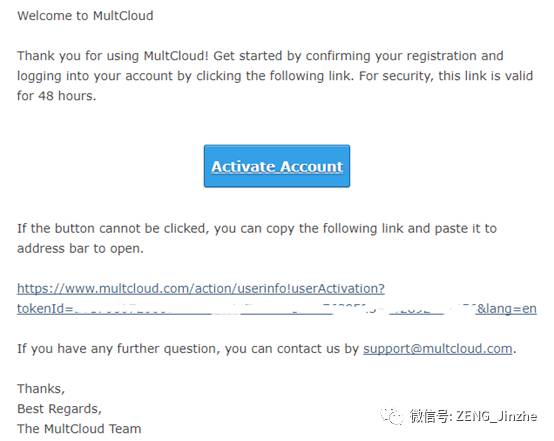 Welcome to MultCloud
Thank you for using MultCloud! Get started by confirming your registration and
logging into your account by clicking the following link. For security, this link is valid
for 48 hours.
Activate Account
If the button cannot be clicked, you can copy the following link and paste it to
address bar to open.
https://www.multcloud.com/action/userinfo!userActivation?
tokenId= &lang=en
If you have any further question, you can contact us by support@multcloud.com.
Thanks,
Best Regards,
The MultCloud Team
微信号: ZENG_Jinzhe